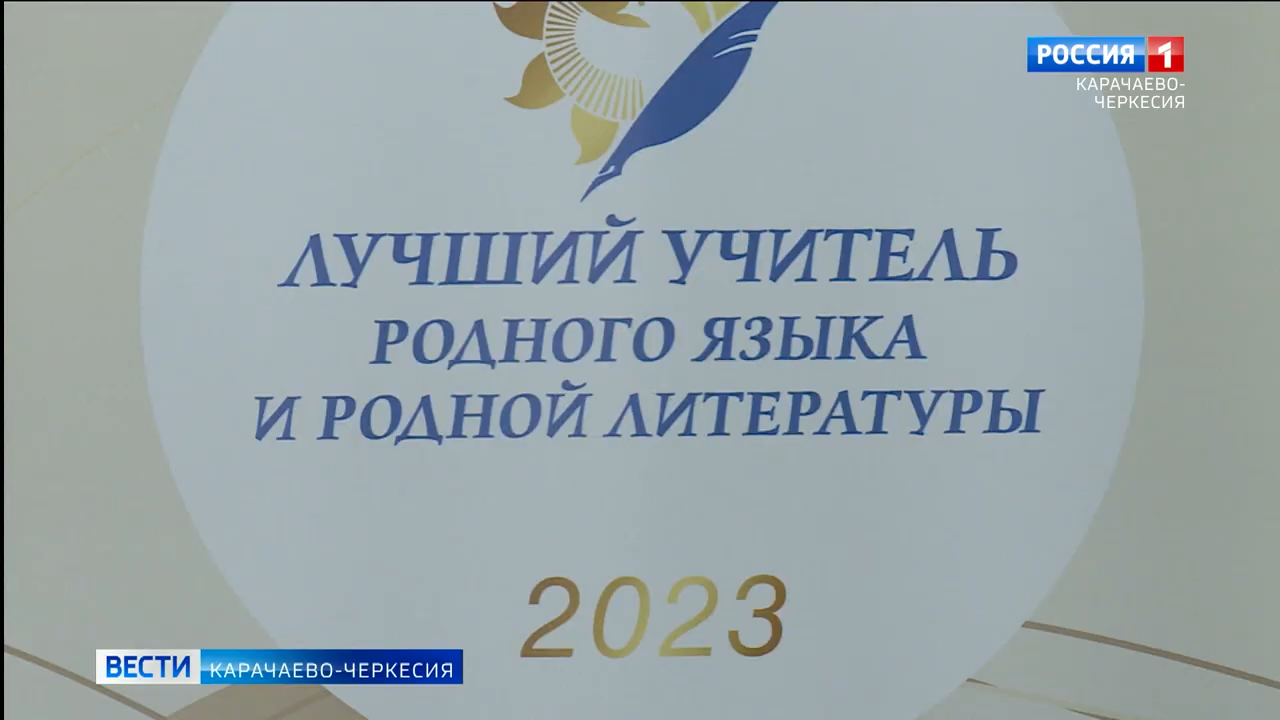 РОССИЯ 1
КАРАЧАЕВО-
ЧЕРКЕСИЯ
ЛУЧШИЙ УЧИТЕЛЬ
РОДНОГО ЯЗЫКА
И РОДНОЙ ЛИТЕРАТУРЫ
2023
ВЕСТИ КАРАЧАЕВО-ЧЕРКЕСИЯ